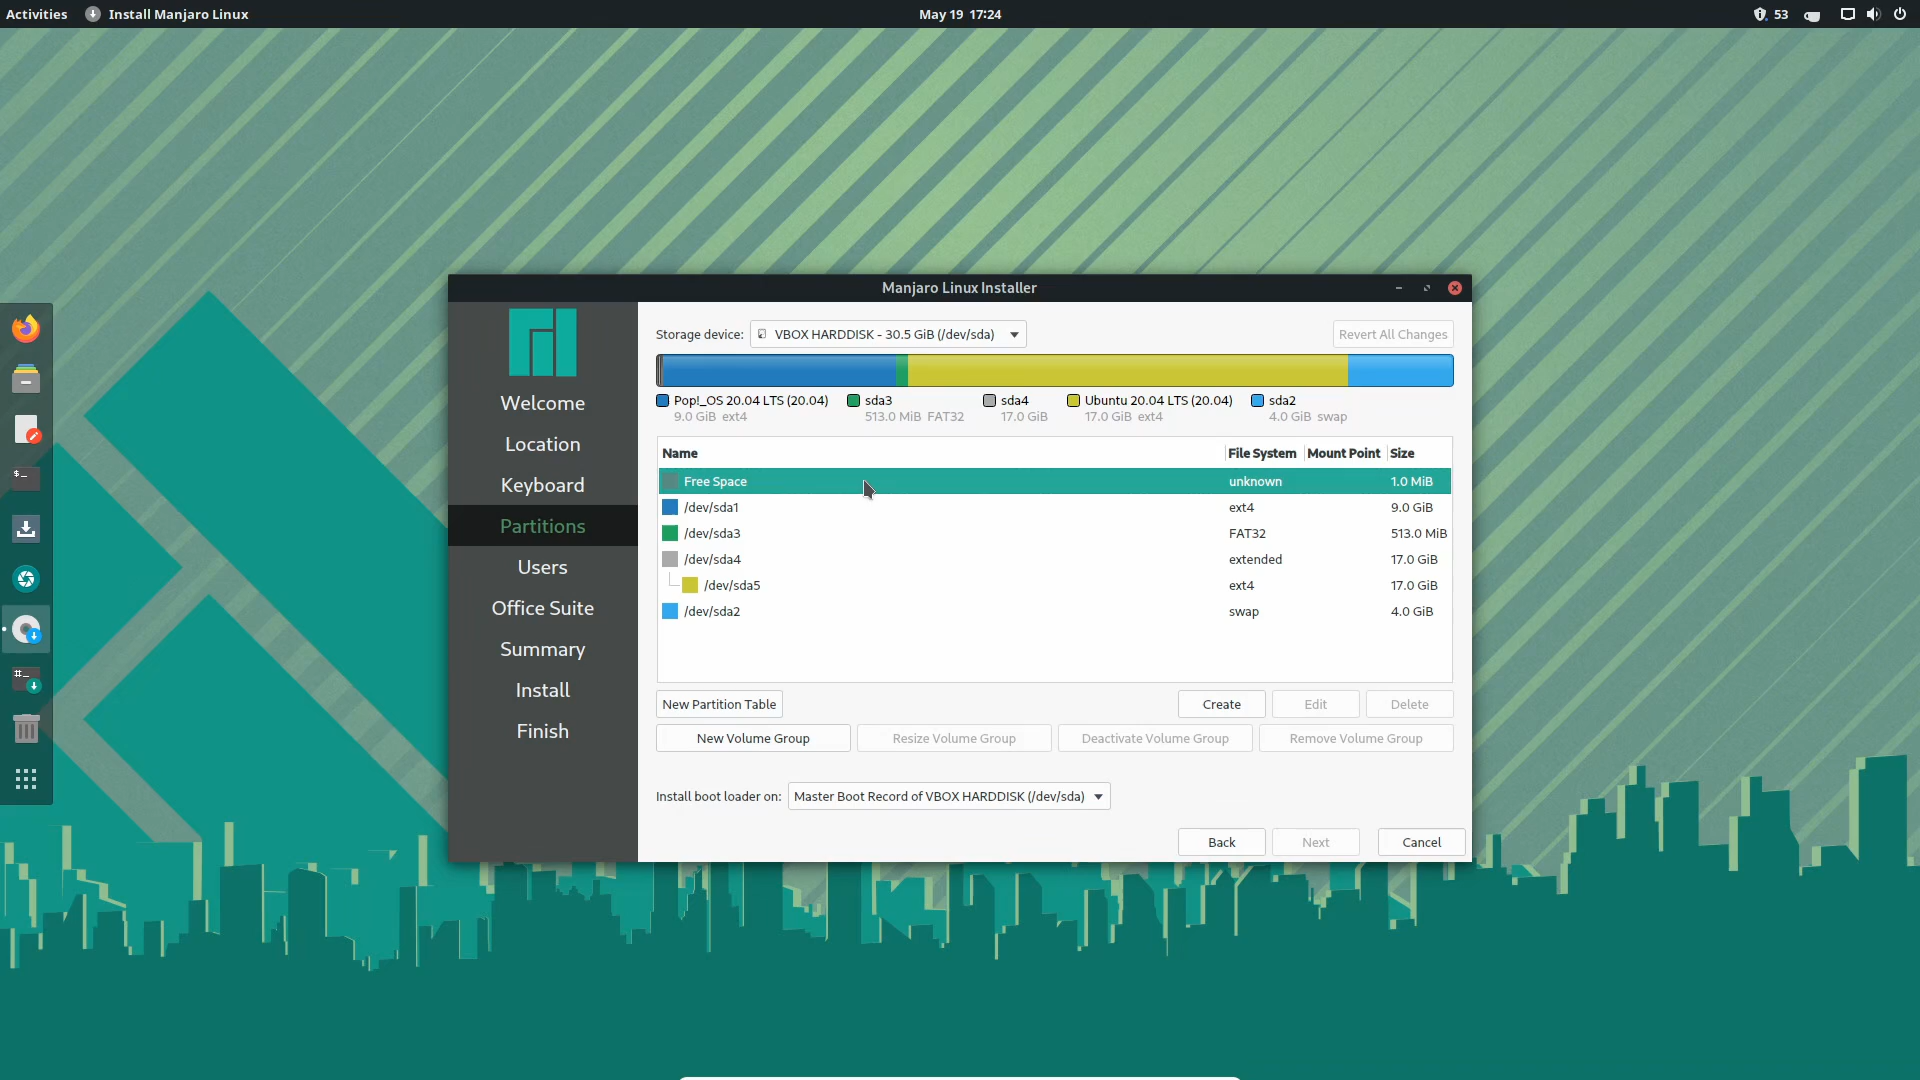 Activities Install Manjaro Linux May 19 17:24 53
Manjaro Linux Installer
Welcome
Location
Keyboard
Partitions
Users
Office Suite
Summary
Install
Finish
Storage device: VBOX HARDDISK - 30.5 GiB (/dev/sda) Revert All Changes
Pop!_OS 20.04 LTS (20.04) sda3 sda4 Ubuntu 20.04 LTS (20.04) sda2
9.0 GiB ext4 513.0 MiB FAT32 17.0 GiB 17.0 GiB ext4 4.0 GiB swap
Name File System Mount Point Size
Free Space unknown 1.0 MiB
/dev/sda1 ext4 9.0 GiB
/dev/sda3 FAT32 513.0 MiB
/dev/sda4 extended 17.0 GiB
/dev/sda5 ext4 17.0 GiB
/dev/sda2 swap 4.0 GiB
New Partition Table Create Edit Delete
New Volume Group Resize Volume Group Deactivate Volume Group Remove Volume Group
Install boot loader on: Master Boot Record of VBOX HARDDISK (/dev/sda)
Back Next Cancel